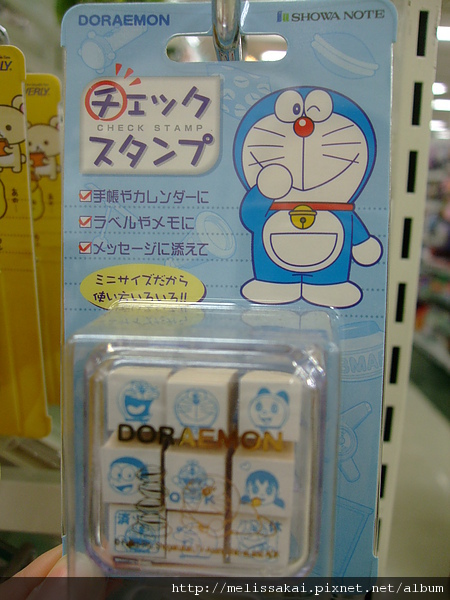 DORAEMON
SHOWA NOTE
チェック
CHECK STAMP
スタンプ
手帳やカレンダーに
ラベルやメモに
メッセージに添えて
ミニサイズだから
使い方いろいろ!!
DORAEMON
OK
済
休
http://melissakai.pixnet.net/album